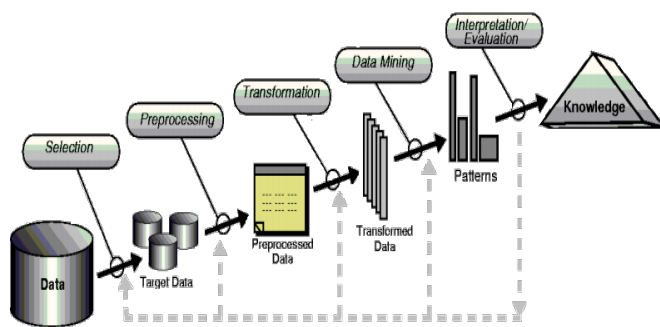 Interpretation/
Evaluation
Data Mining
Transformation
Preprocessing
Selection
Knowledge
Patterns
Transformed
Data
Preprocessed
Data
Target Data
Data